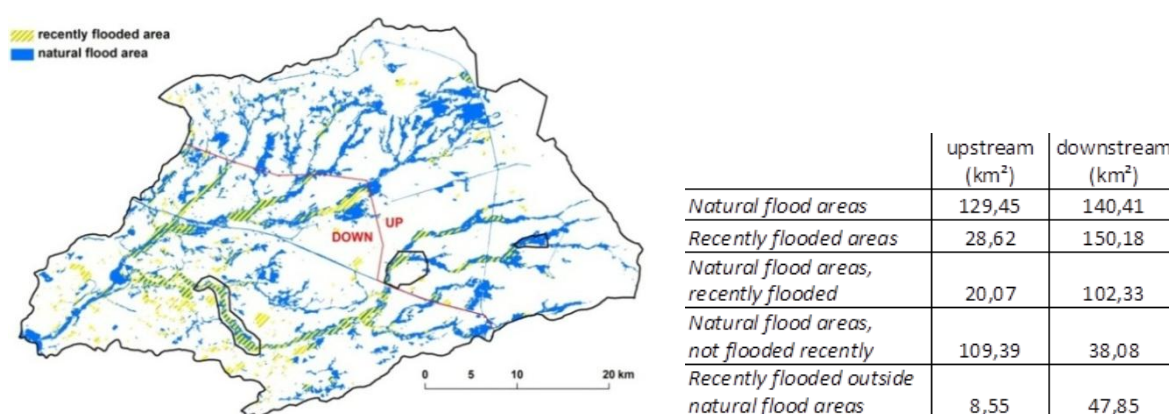 recently flooded area
natural flood area
UP
DOWN
0 5 10 20 km
upstream downstream
(km²) (km²)
Natural flood areas 129,45 140,41
Recently flooded areas 28,62 150,18
Natural flood areas,
recently flooded 20,07 102,33
Natural flood areas,
not flooded recently 109,39 38,08
Recently flooded outside
natural flood areas 8,55 47,85